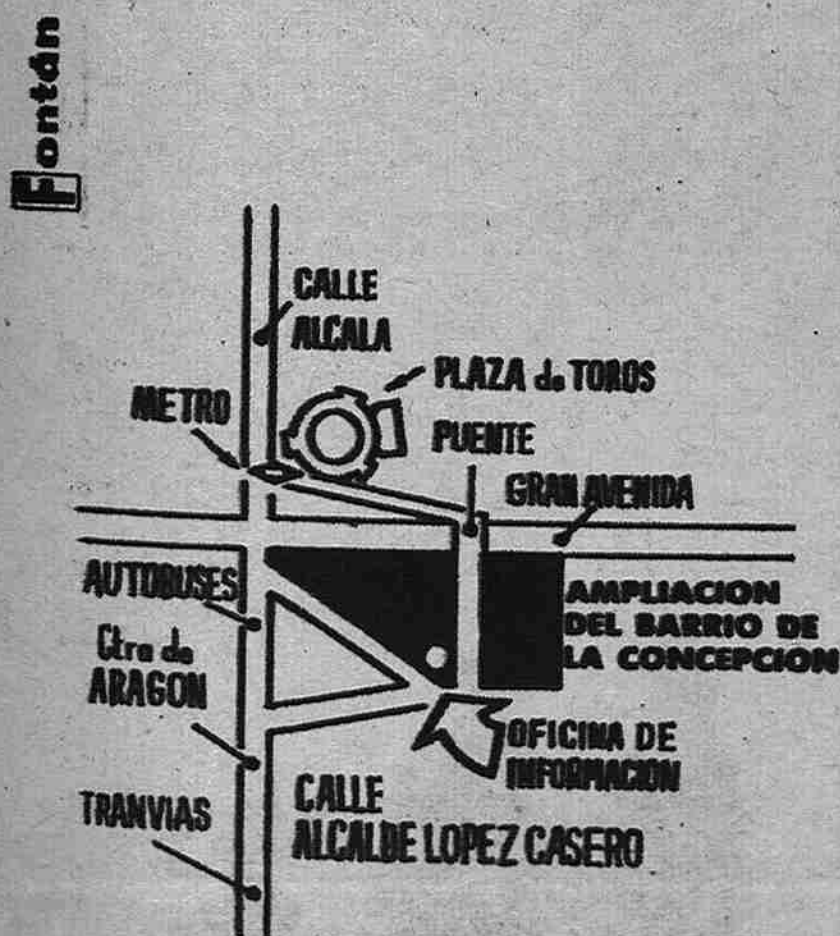 Fontán
CALLE
ALCALA
PLAZA de TOROS
METRO
PUENTE
GRAN AVENIDA
AUTOBUSES
AMPLIACION
DEL BARRIO DE
LA CONCEPCION
Ctra de
ARAGON
OFICINA DE
INFORMACION
TRANVIAS
CALLE
ALCALDE LOPEZ CASERO